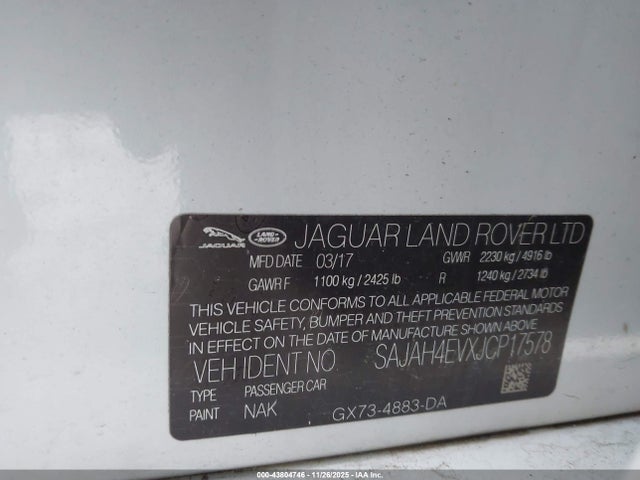 JAGUAR LAND ROVER JAGUAR LAND ROVER LTD
MFD DATE 03/17 GVWR 2230 kg / 4916 lb
GAWR F 1100 kg / 2425 lb R 1240 kg / 2734 lb
THIS VEHICLE CONFORMS TO ALL APPLICABLE FEDERAL MOTOR
VEHICLE SAFETY, BUMPER AND THEFT PREVENTION STANDARDS
IN EFFECT ON THE DATE OF MANUFACTURE SHOWN ABOVE.
VEH IDENT NO. SAJAH4EVXJCP17578
TYPE PASSENGER CAR
PAINT NAK GX73-4883-DA
000-43804746 - 11/26/2025 - IAA Inc.